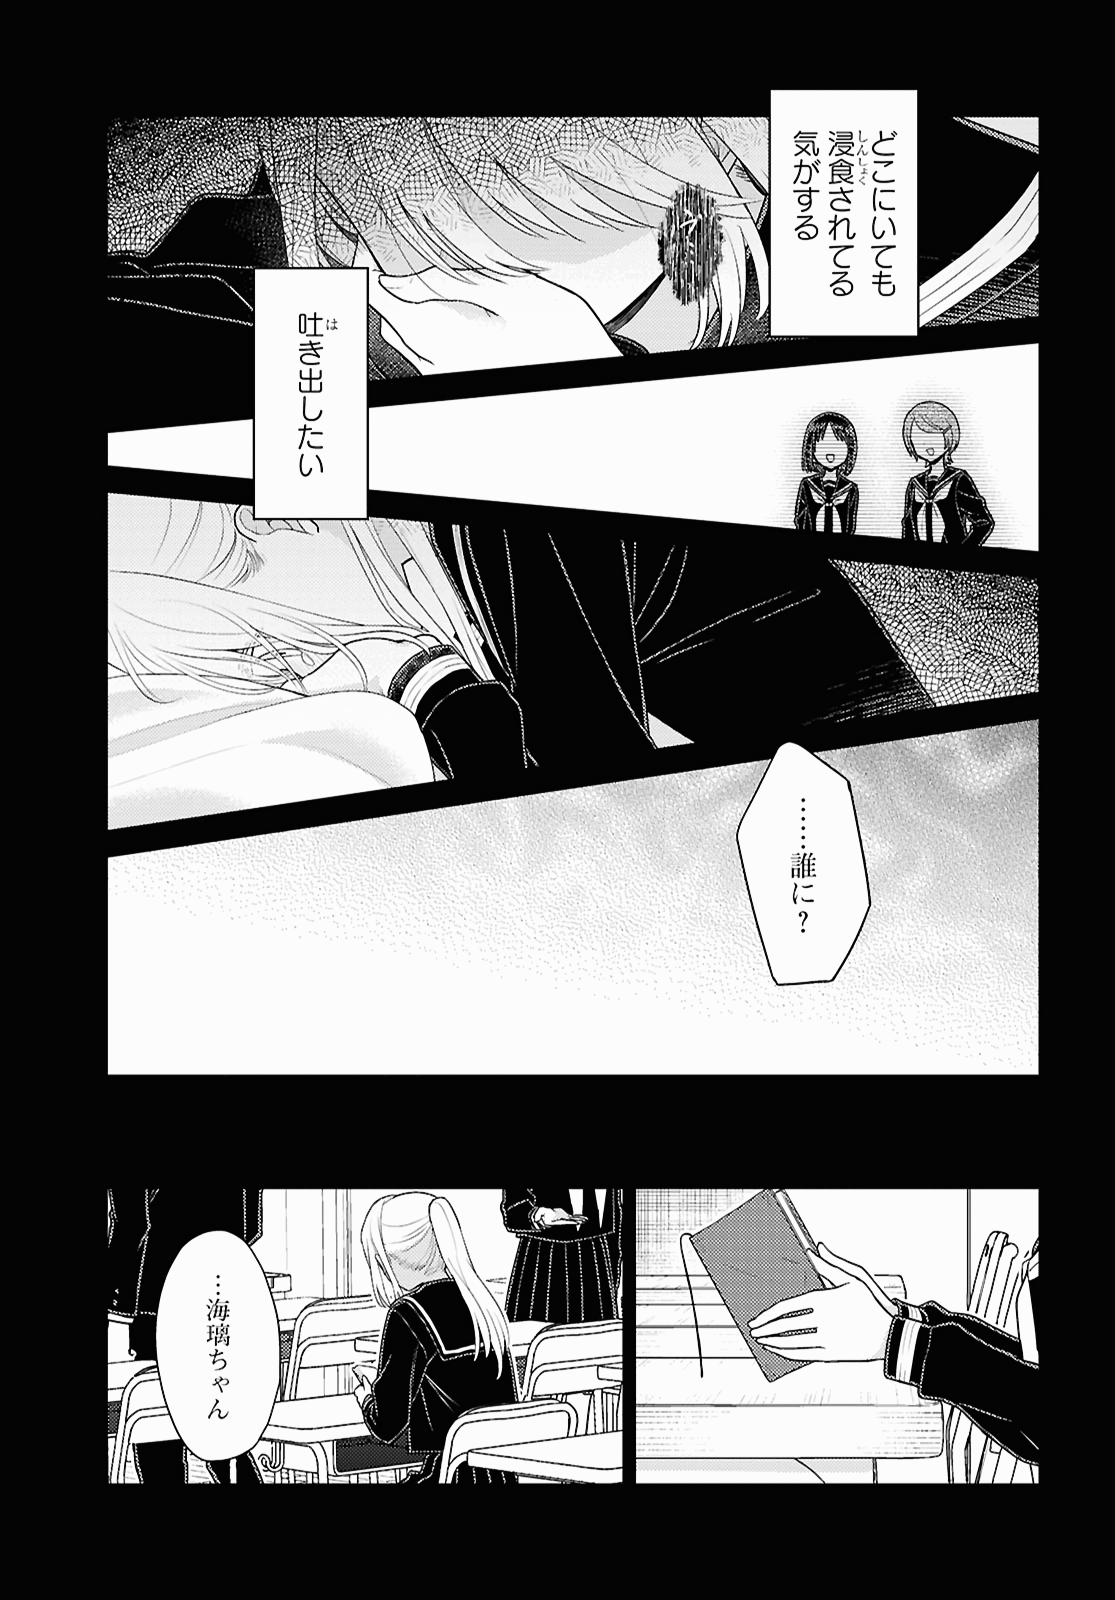 どこにいても
浸食されてる
気がする
吐き出したい
……誰に？
…海璃ちゃん